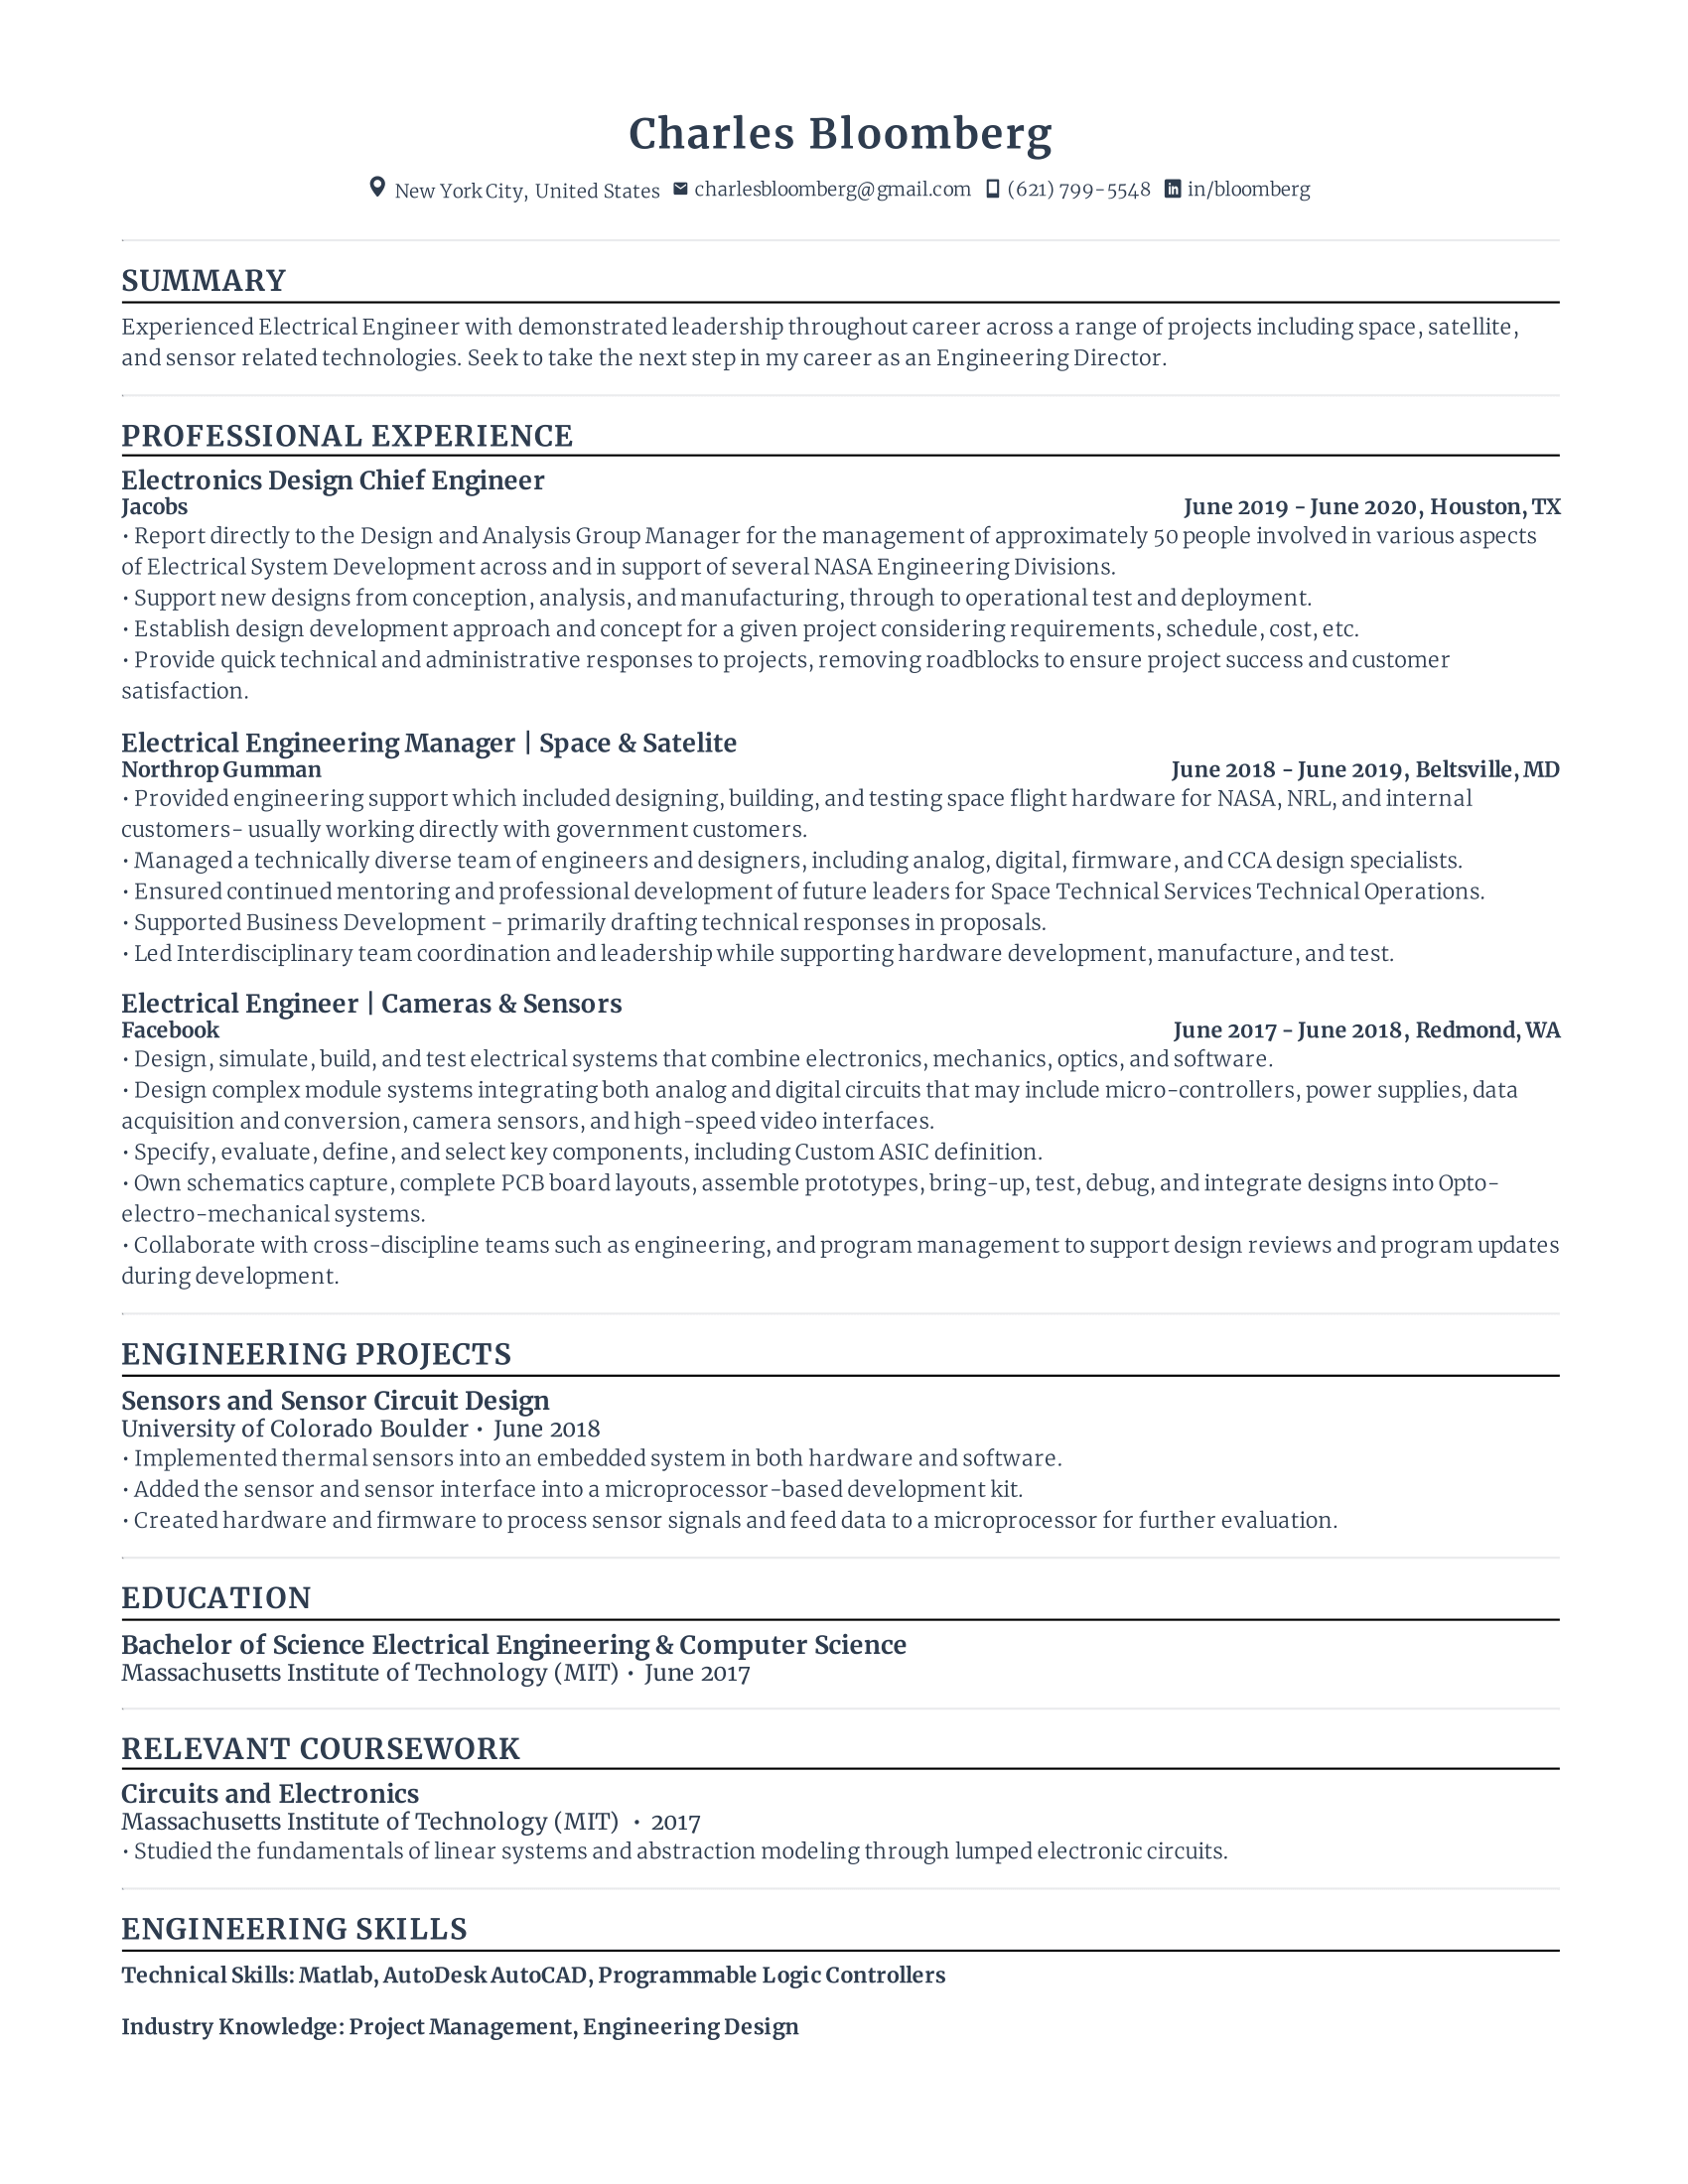 Charles Bloomberg
New York City, United States charlesbloomberg@gmail.com (621) 799-5548 in/bloomberg
SUMMARY
Experienced Electrical Engineer with demonstrated leadership throughout career across a range of projects including space, satellite,
and sensor related technologies. Seek to take the next step in my career as an Engineering Director.
PROFESSIONAL EXPERIENCE
Electronics Design Chief Engineer
Jacobs June 2019 - June 2020, Houston, TX
• Report directly to the Design and Analysis Group Manager for the management of approximately 50 people involved in various aspects
of Electrical System Development across and in support of several NASA Engineering Divisions.
• Support new designs from conception, analysis, and manufacturing, through to operational test and deployment.
• Establish design development approach and concept for a given project considering requirements, schedule, cost, etc.
• Provide quick technical and administrative responses to projects, removing roadblocks to ensure project success and customer
satisfaction.
Electrical Engineering Manager | Space & Satelite
Northrop Gumman June 2018 - June 2019, Beltsville, MD
• Provided engineering support which included designing, building, and testing space flight hardware for NASA, NRL, and internal
customers- usually working directly with government customers.
• Managed a technically diverse team of engineers and designers, including analog, digital, firmware, and CCA design specialists.
• Ensured continued mentoring and professional development of future leaders for Space Technical Services Technical Operations.
• Supported Business Development - primarily drafting technical responses in proposals.
• Led Interdisciplinary team coordination and leadership while supporting hardware development, manufacture, and test.
Electrical Engineer | Cameras & Sensors
Facebook June 2017 - June 2018, Redmond, WA
• Design, simulate, build, and test electrical systems that combine electronics, mechanics, optics, and software.
• Design complex module systems integrating both analog and digital circuits that may include micro-controllers, power supplies, data
acquisition and conversion, camera sensors, and high-speed video interfaces.
• Specify, evaluate, define, and select key components, including Custom ASIC definition.
• Own schematics capture, complete PCB board layouts, assemble prototypes, bring-up, test, debug, and integrate designs into Opto-
electro-mechanical systems.
• Collaborate with cross-discipline teams such as engineering, and program management to support design reviews and program updates
during development.
ENGINEERING PROJECTS
Sensors and Sensor Circuit Design
University of Colorado Boulder • June 2018
• Implemented thermal sensors into an embedded system in both hardware and software.
• Added the sensor and sensor interface into a microprocessor-based development kit.
• Created hardware and firmware to process sensor signals and feed data to a microprocessor for further evaluation.
EDUCATION
Bachelor of Science Electrical Engineering & Computer Science
Massachusetts Institute of Technology (MIT) • June 2017
RELEVANT COURSEWORK
Circuits and Electronics
Massachusetts Institute of Technology (MIT) • 2017
• Studied the fundamentals of linear systems and abstraction modeling through lumped electronic circuits.
ENGINEERING SKILLS
Technical Skills: Matlab, AutoDesk AutoCAD, Programmable Logic Controllers
Industry Knowledge: Project Management, Engineering Design